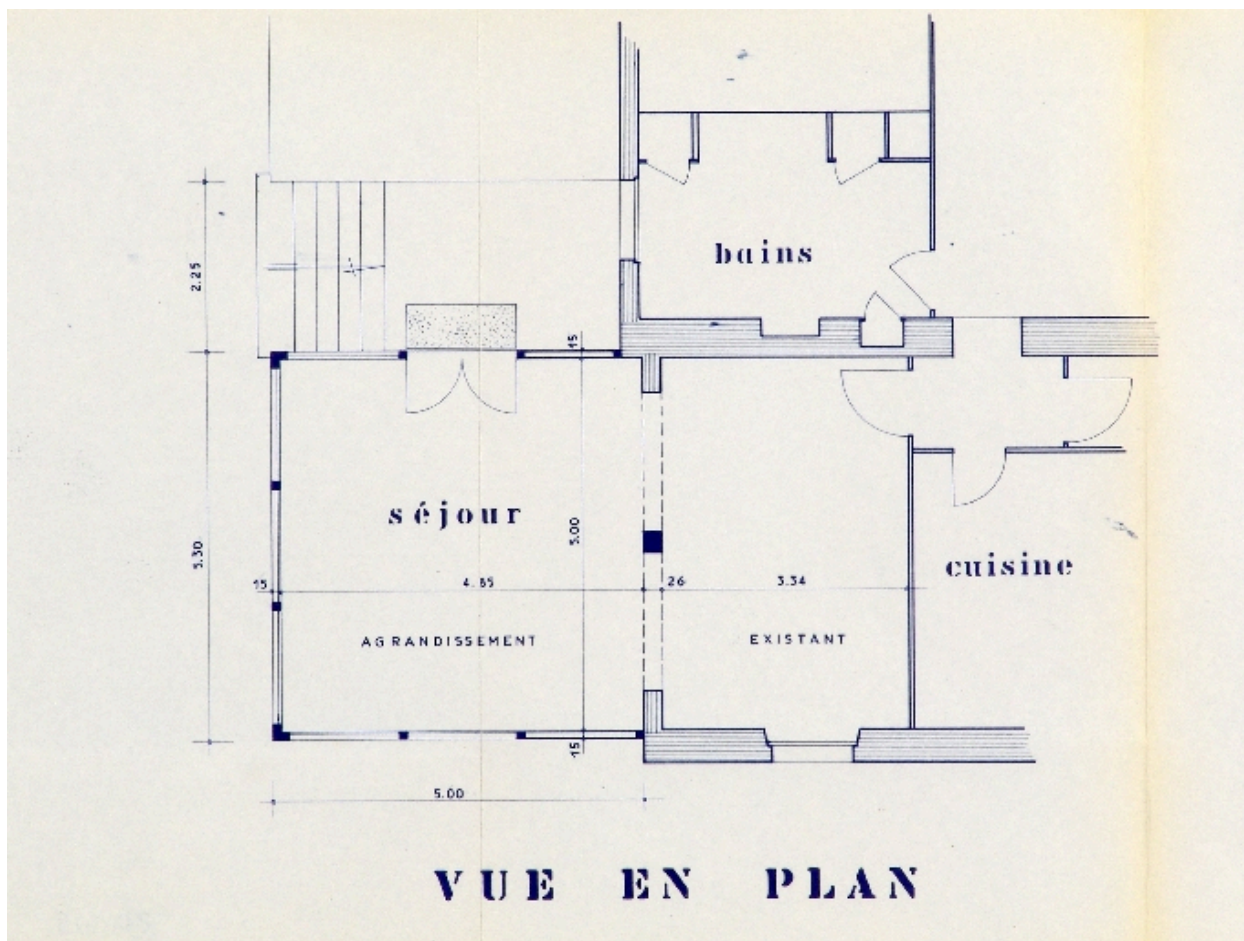 bains
2.25
15
séjour
5.00
5.30
cuisine
15
4.85
26
3.34
AGRANDISSEMENT
EXISTANT
15
5.00
VUE EN PLAN